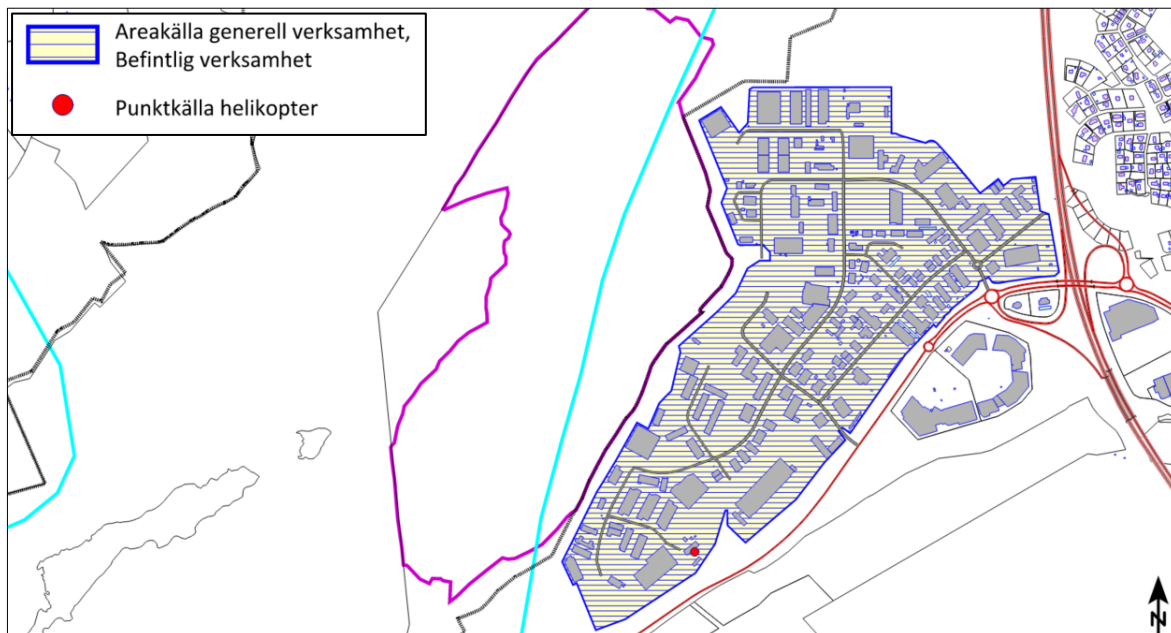 Areakälla generell verksamhet,
Befintlig verksamhet
Punktkälla helikopter
N